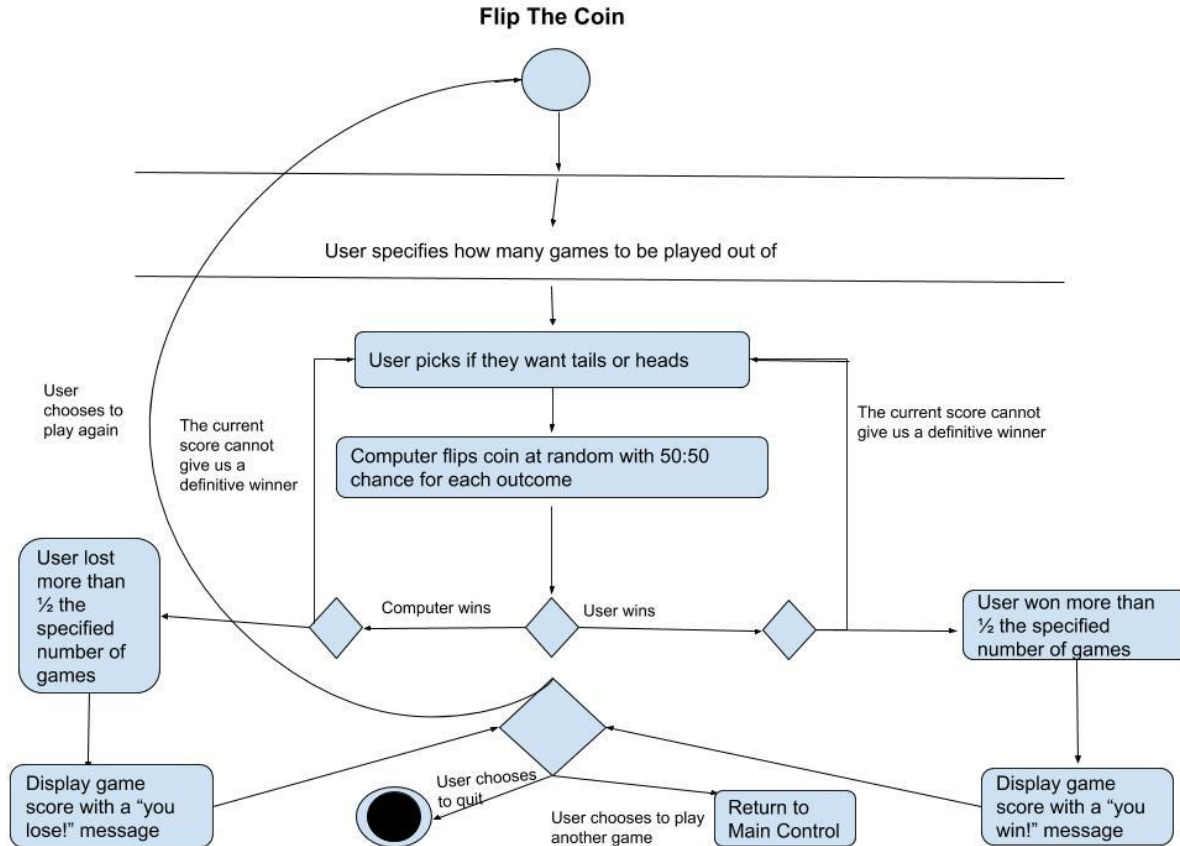 Flip The Coin
User specifies how many games to be played out of
User picks if they want tails or heads
User
chooses to
play again
The current
score cannot
give us a
definitive winner
The current score cannot
give us a definitive winner
Computer flips coin at random with 50:50
chance for each outcome
User lost
more than
½ the
specified
number of
games
Computer wins
User wins
User won more than
½ the specified
number of games
Display game
score with a “you
lose!” message
User chooses
to quit
User chooses to play
another game
Return to
Main Control
Display game
score with a “you
win!” message